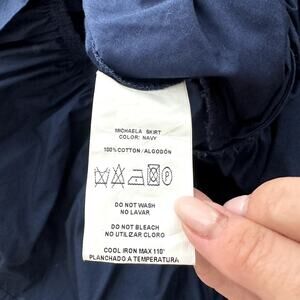 MICHAELA SKIRT
COLOR: NAVY
100% COTTON / ALGODÓN
DO NOT WASH
NO LAVAR
DO NOT BLEACH
NO UTILIZAR CLORO
COOL IRON MAX 110°
PLANCHADO A TEMPERATURA